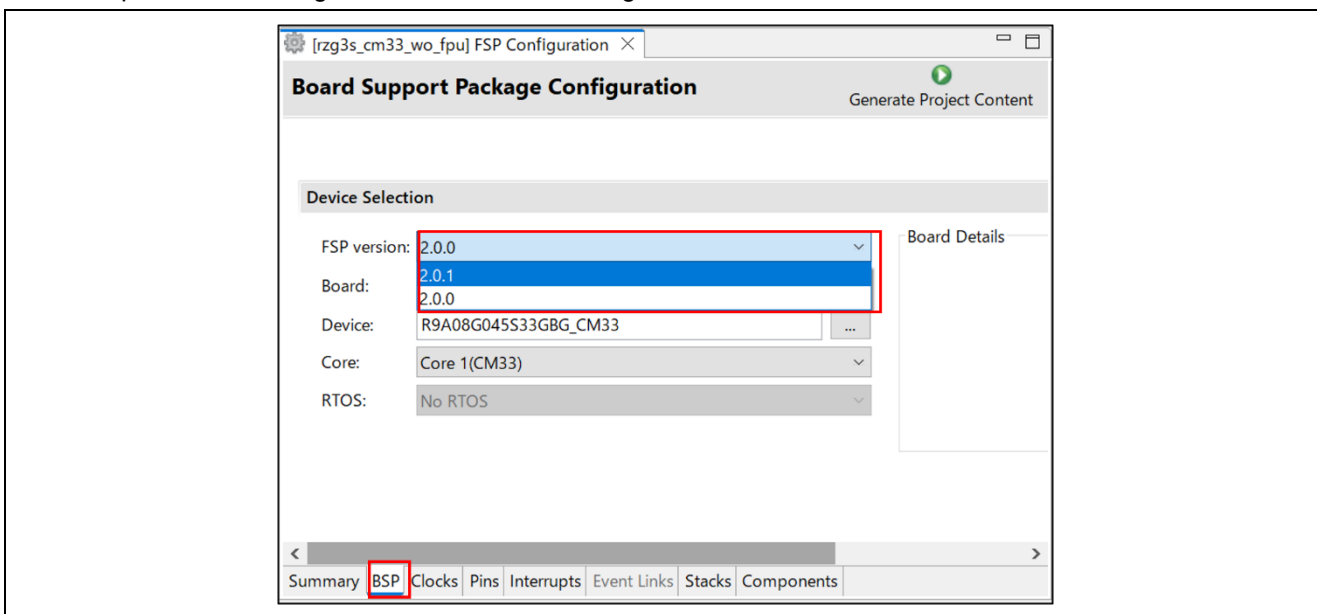 [rzg3s_cm33_wo_fpu] FSP Configuration
Board Support Package Configuration
Generate Project Content
Device Selection
FSP version: 2.0.0
Board Details
2.0.1
Board:
2.0.0
Device: R9A08G045S33GBG_CM33 ...
Core: Core 1(CM33)
RTOS: No RTOS
Summary BSP Clocks Pins Interrupts Event Links Stacks Components